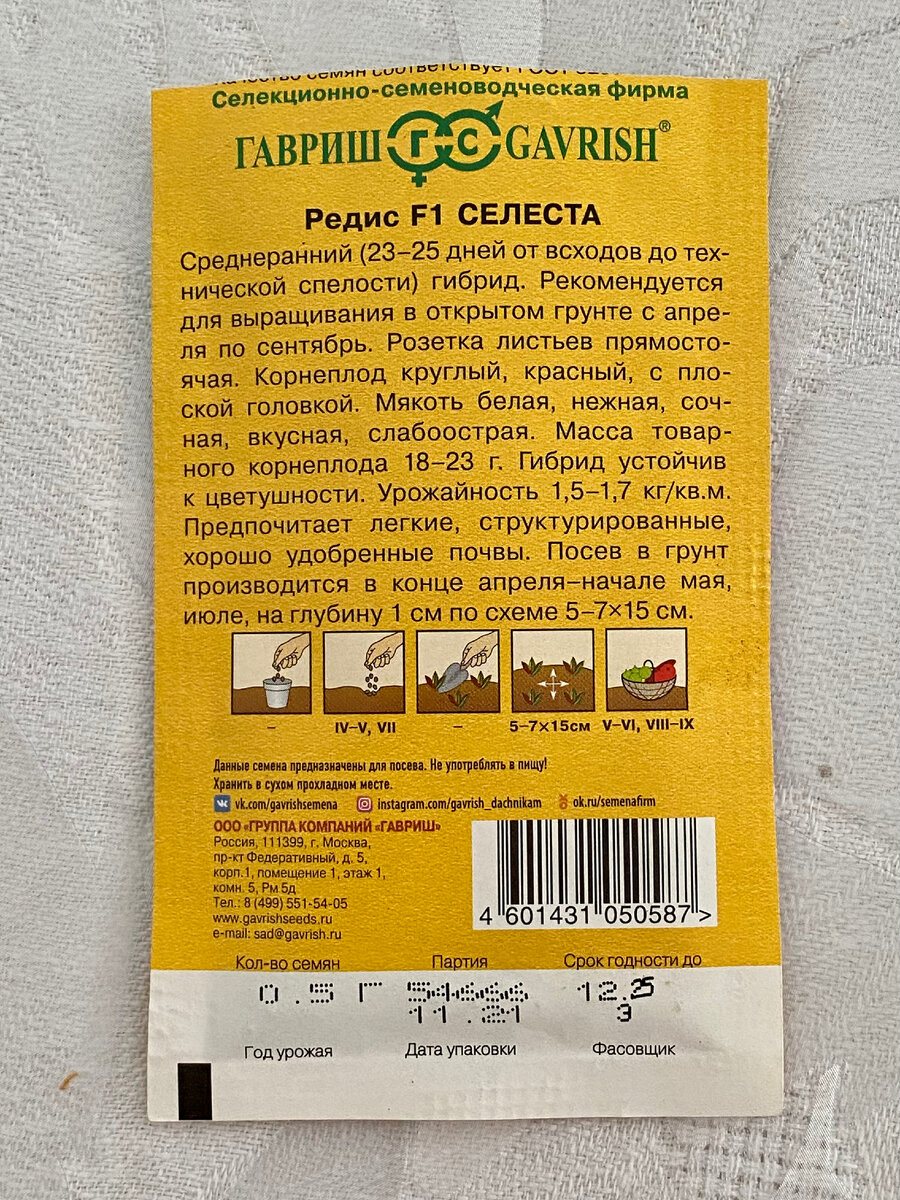 Селекционно-семеноводческая фирма
ГАВРИШ ГС GAVRISH®
Редис F1 СЕЛЕСТА
Среднеранний (23–25 дней от всходов до тех-
нической спелости) гибрид. Рекомендуется
для выращивания в открытом грунте с апре-
ля по сентябрь. Розетка листьев прямосто-
ячая. Корнеплод круглый, красный, с пло-
ской головкой. Мякоть белая, нежная, соч-
ная, вкусная, слабоострая. Масса товар-
ного корнеплода 18–23 г. Гибрид устойчив
к цветушности. Урожайность 1,5–1,7 кг/кв.м.
Предпочитает легкие, структурированные,
хорошо удобренные почвы. Посев в грунт
производится в конце апреля–начале мая,
июле, на глубину 1 см по схеме 5–7×15 см.
– IV–V, VII – 5–7×15см V–VI, VIII–IX
Данные семена предназначены для посева. Не употреблять в пищу!
Хранить в сухом прохладном месте.
vk.com/gavrishsemena instagram.com/gavrish_dachnikam ok.ru/semenafirm
ООО «ГРУППА КОМПАНИЙ «ГАВРИШ»
Россия, 111399, г. Москва,
пр-кт Федеративный, д. 5,
корп.1, помещение 1, этаж 1,
комн. 5, Рм 5д
Тел.: 8 (499) 551-54-05
www.gavrishseeds.ru
e-mail: sad@gavrish.ru
4 601431 050587 >
Кол-во семян Партия Срок годности до
0.5 Г 12.25
11.21 3
Год урожая Дата упаковки Фасовщик